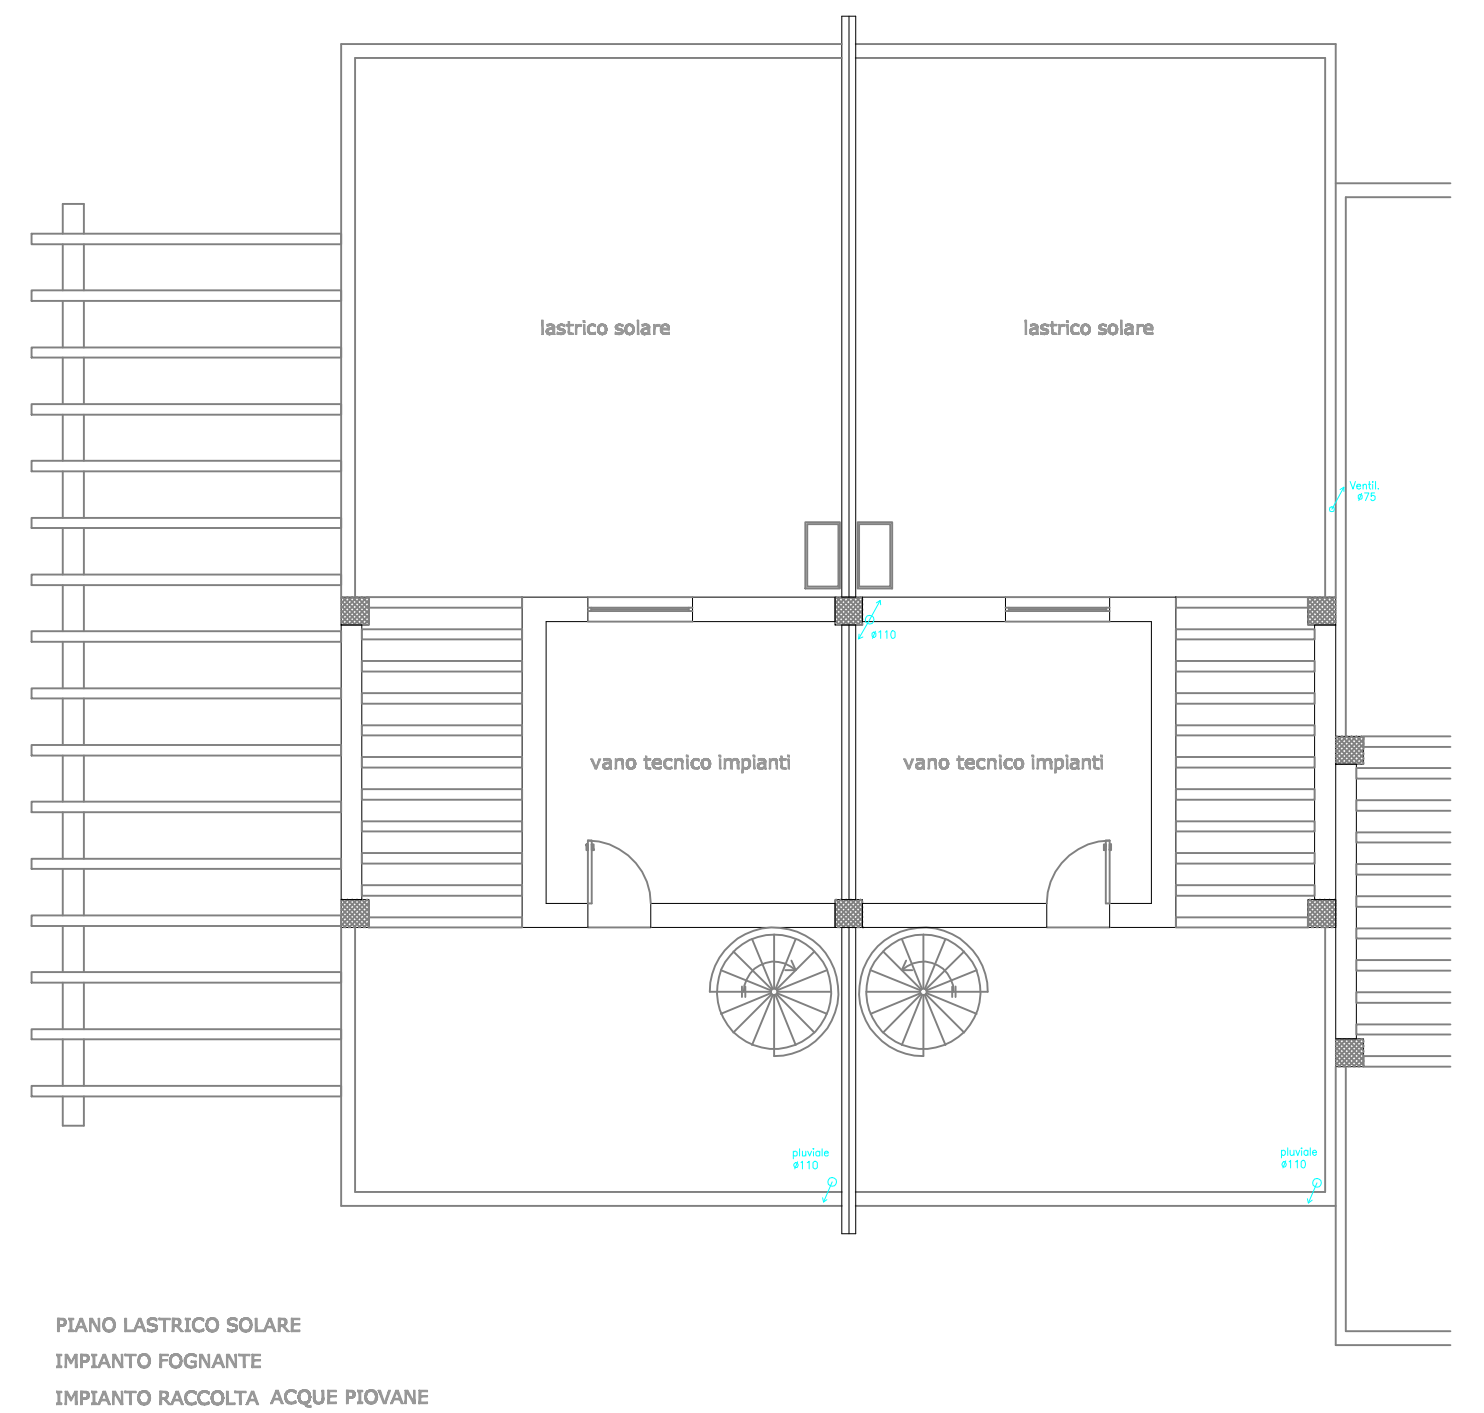 lastrico solare
lastrico solare
Ventil.
ø75
ø110
vano tecnico impianti
vano tecnico impianti
pluviale
ø110
pluviale
ø110
PIANO LASTRICO SOLARE
IMPIANTO FOGNANTE
IMPIANTO RACCOLTA ACQUE PIOVANE